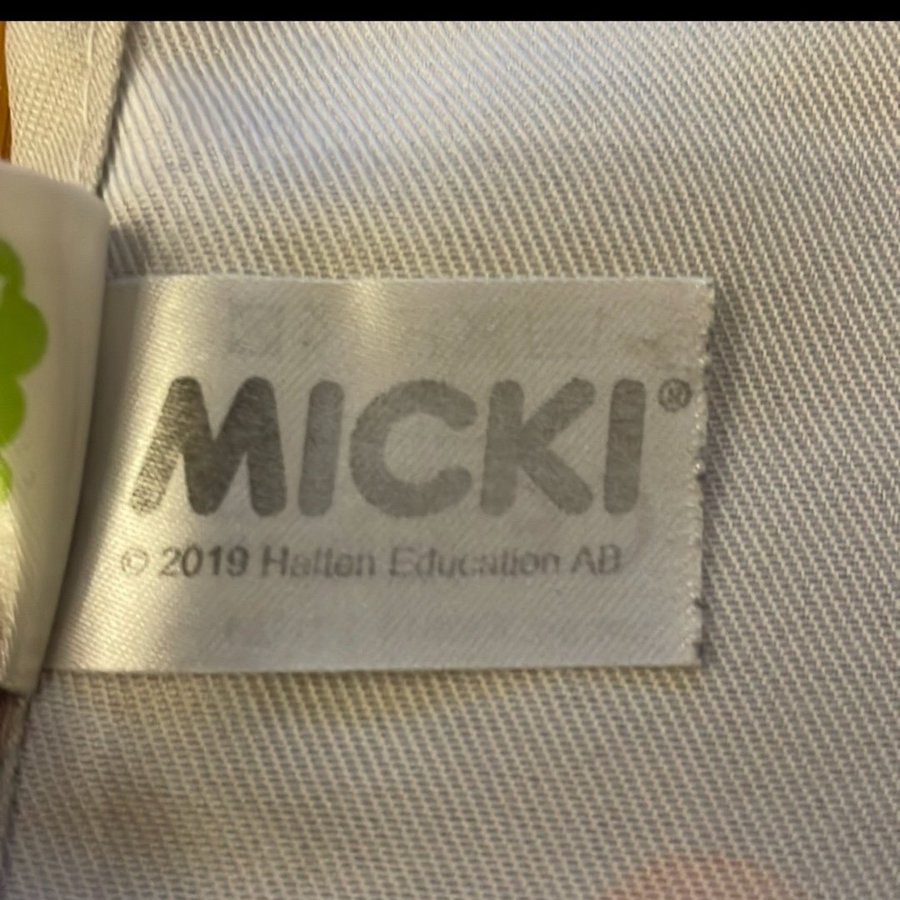 MICKI®
© 2019 Hatten Education AB